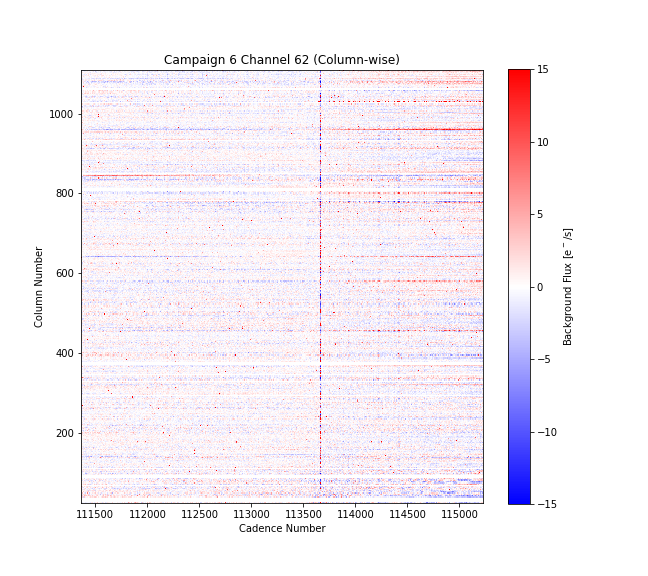 Campaign 6 Channel 62 (Column-wise)
1000
800
600
400
200
Column Number
111500 112000 112500 113000 113500 114000 114500 115000
Cadence Number
15
10
5
0
−5
−10
−15
Background Flux [e⁻/s]